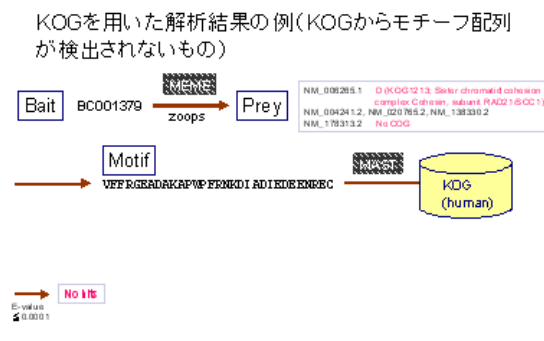 KOGを用いた解析結果の例(KOGからモチーフ配列
が検出されないもの)
MEME
Bait BC001379 zoops Prey
NM_006265.1 D (KOG1213, Sister chromatid cohesion
complex Cohesin, subunit RAD21/SCC1)
NM_004241.2, NM_020765.2, NM_138330.2
NM_178313.2 No COG
Motif
VFFRGEADAKAPWPFRNKDIADIEDEENREC
MAST
KOG
(human)
No hits
E-value
≦0.0001